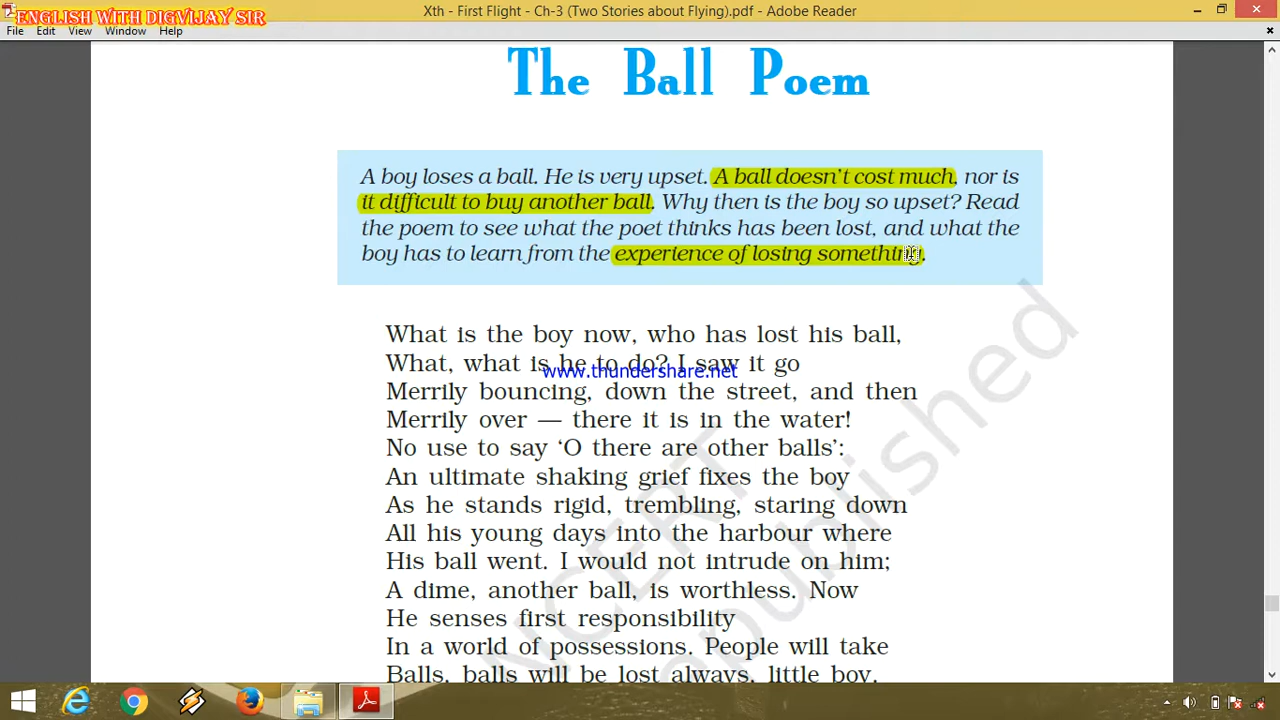 ENGLISH WITH DIGVIJAY SIR
Xth - First Flight - Ch-3 (Two Stories about Flying).pdf - Adobe Reader
File Edit View Window Help
The Ball Poem
A boy loses a ball. He is very upset. A ball doesn't cost much, nor is
it difficult to buy another ball. Why then is the boy so upset? Read
the poem to see what the poet thinks has been lost, and what the
boy has to learn from the experience of losing something.
What is the boy now, who has lost his ball,
What, what is he to do? I saw it go
www.thundershare.net
Merrily bouncing, down the street, and then
Merrily over — there it is in the water!
No use to say ‘O there are other balls’:
An ultimate shaking grief fixes the boy
As he stands rigid, trembling, staring down
All his young days into the harbour where
His ball went. I would not intrude on him;
A dime, another ball, is worthless. Now
He senses first responsibility
In a world of possessions. People will take
Balls, balls will be lost always, little boy.
NCERT
republished